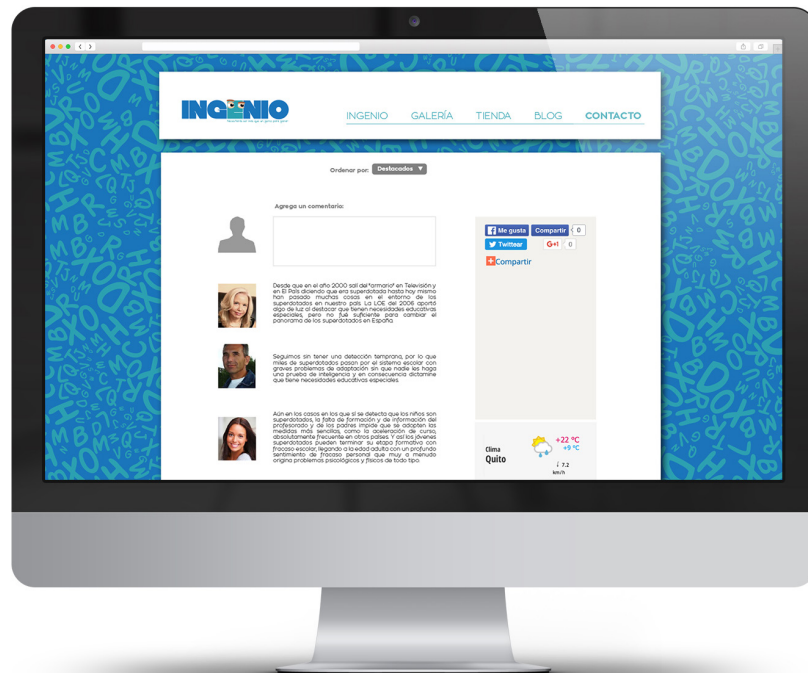 INGENIO
INGENIO GALERÍA TIENDA BLOG CONTACTO
Ordenar por: Destacados
Agrega un comentario:
Me gusta Compartir 0
Twittear G+1 0
Compartir
Desde que en el año 2000 salí del "armario" en Televisión y
en El País diciendo que era superdotada hasta hoy mismo
han pasado muchas cosas en el entorno de los
superdotados en nuestro país. La LOE del 2006 aportó
algo de luz al destacar que tienen necesidades educativas
especiales, pero no fué suficiente para cambiar el
panorama de los superdotados en España
Seguimos sin tener una detección temprana, por lo que
miles de superdotados pasan por el sistema escolar con
graves problemas de adaptación sin que nadie les haga
una prueba de inteligencia y en consecuencia dictamine
que tiene necesidades educativas especiales
Aún en los casos en los que sí se detecta que los niños son
superdotados, la falta de formación y de información del
profesorado y de los padres impide que se adopten las
medidas más sencillas, como la aceleración de curso,
absolutamente frecuente en otros países. Y así los jóvenes
superdotados pueden terminar su etapa formativa con
fracaso escolar, llegando a la edad adulta con un profundo
sentimiento de fracaso personal que muy a menudo
origina problemas psicológicos y físicos de todo tipo.
Clima
Quito
+22 °C
+9 °C
7.2
km/h